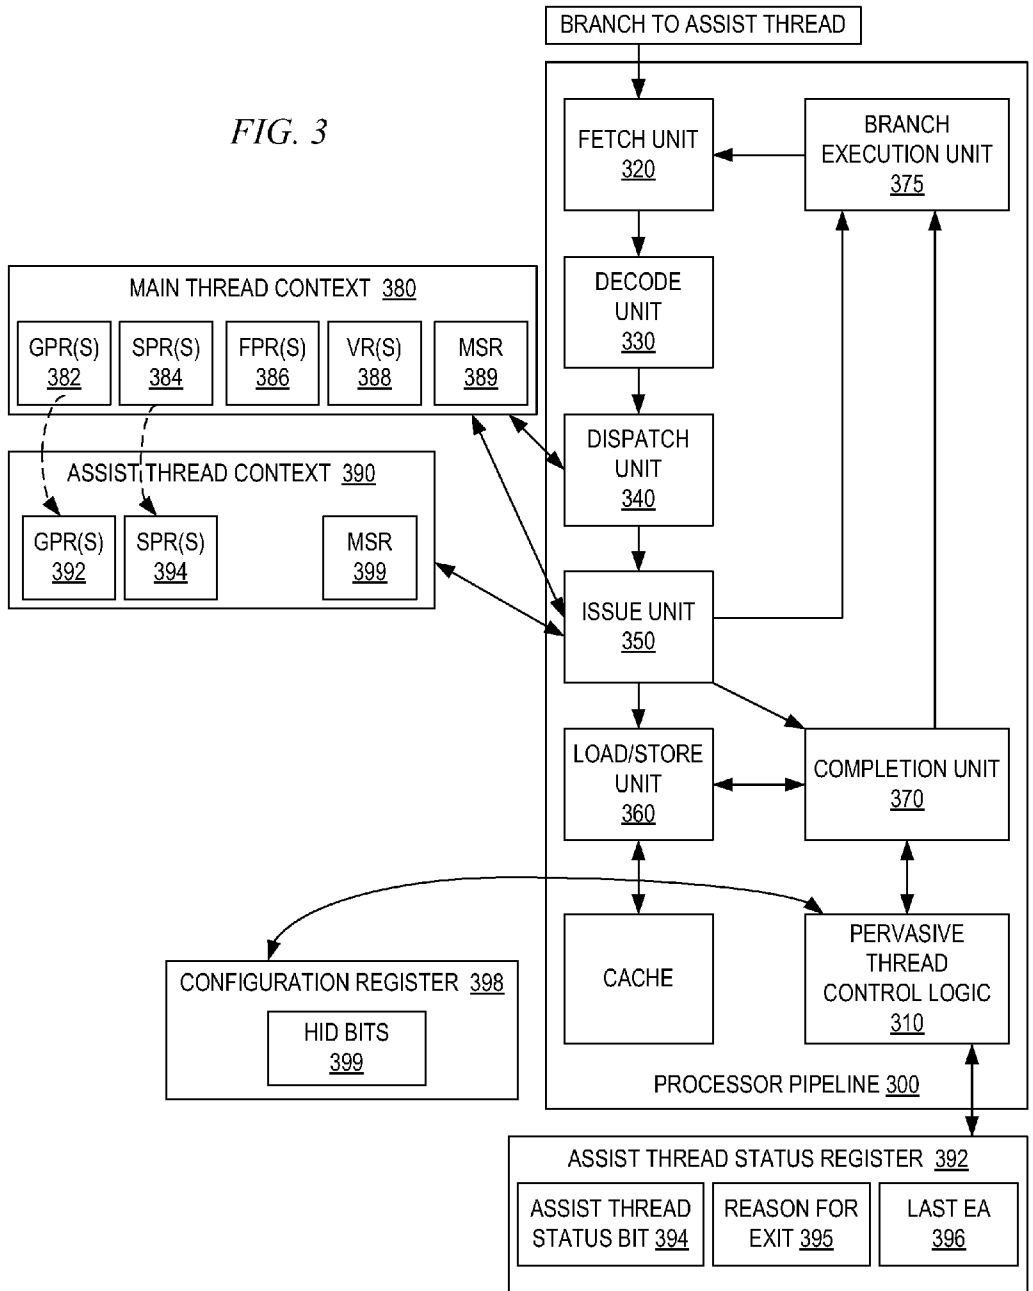 BRANCH TO ASSIST THREAD
FIG. 3
FETCH UNIT
320
BRANCH
EXECUTION UNIT
375
DECODE
UNIT
330
MAIN THREAD CONTEXT 380
GPR(S)
382
SPR(S)
384
FPR(S)
386
VR(S)
388
MSR
389
DISPATCH
UNIT
340
ASSIST THREAD CONTEXT 390
GPR(S)
392
SPR(S)
394
MSR
399
ISSUE UNIT
350
LOAD/STORE
UNIT
360
COMPLETION UNIT
370
CACHE
PERVASIVE
THREAD
CONTROL LOGIC
310
CONFIGURATION REGISTER 398
HID BITS
399
PROCESSOR PIPELINE 300
ASSIST THREAD STATUS REGISTER 392
ASSIST THREAD
STATUS BIT 394
REASON FOR
EXIT 395
LAST EA
396